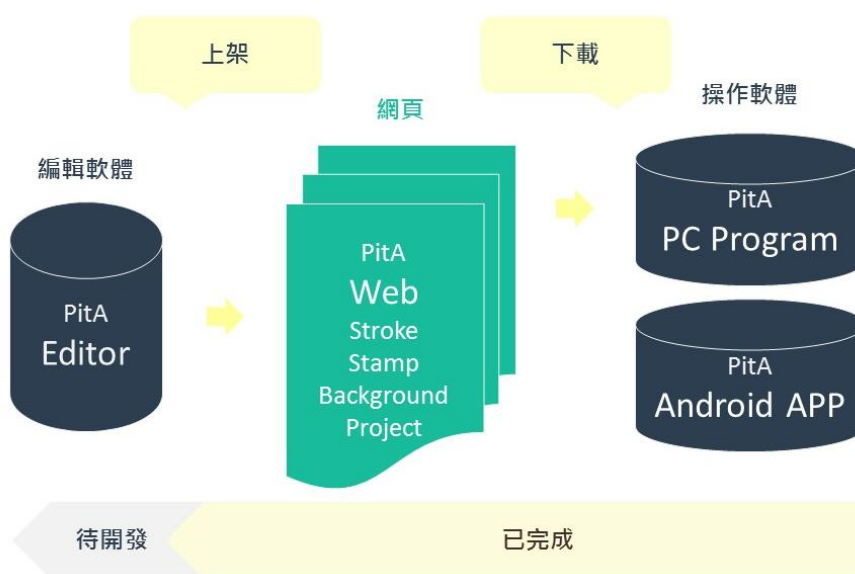 上架
下載
操作軟體
網頁
編輯軟體
PitA
Editor
PitA
Web
Stroke
Stamp
Background
Project
PitA
PC Program
PitA
Android APP
待開發
已完成